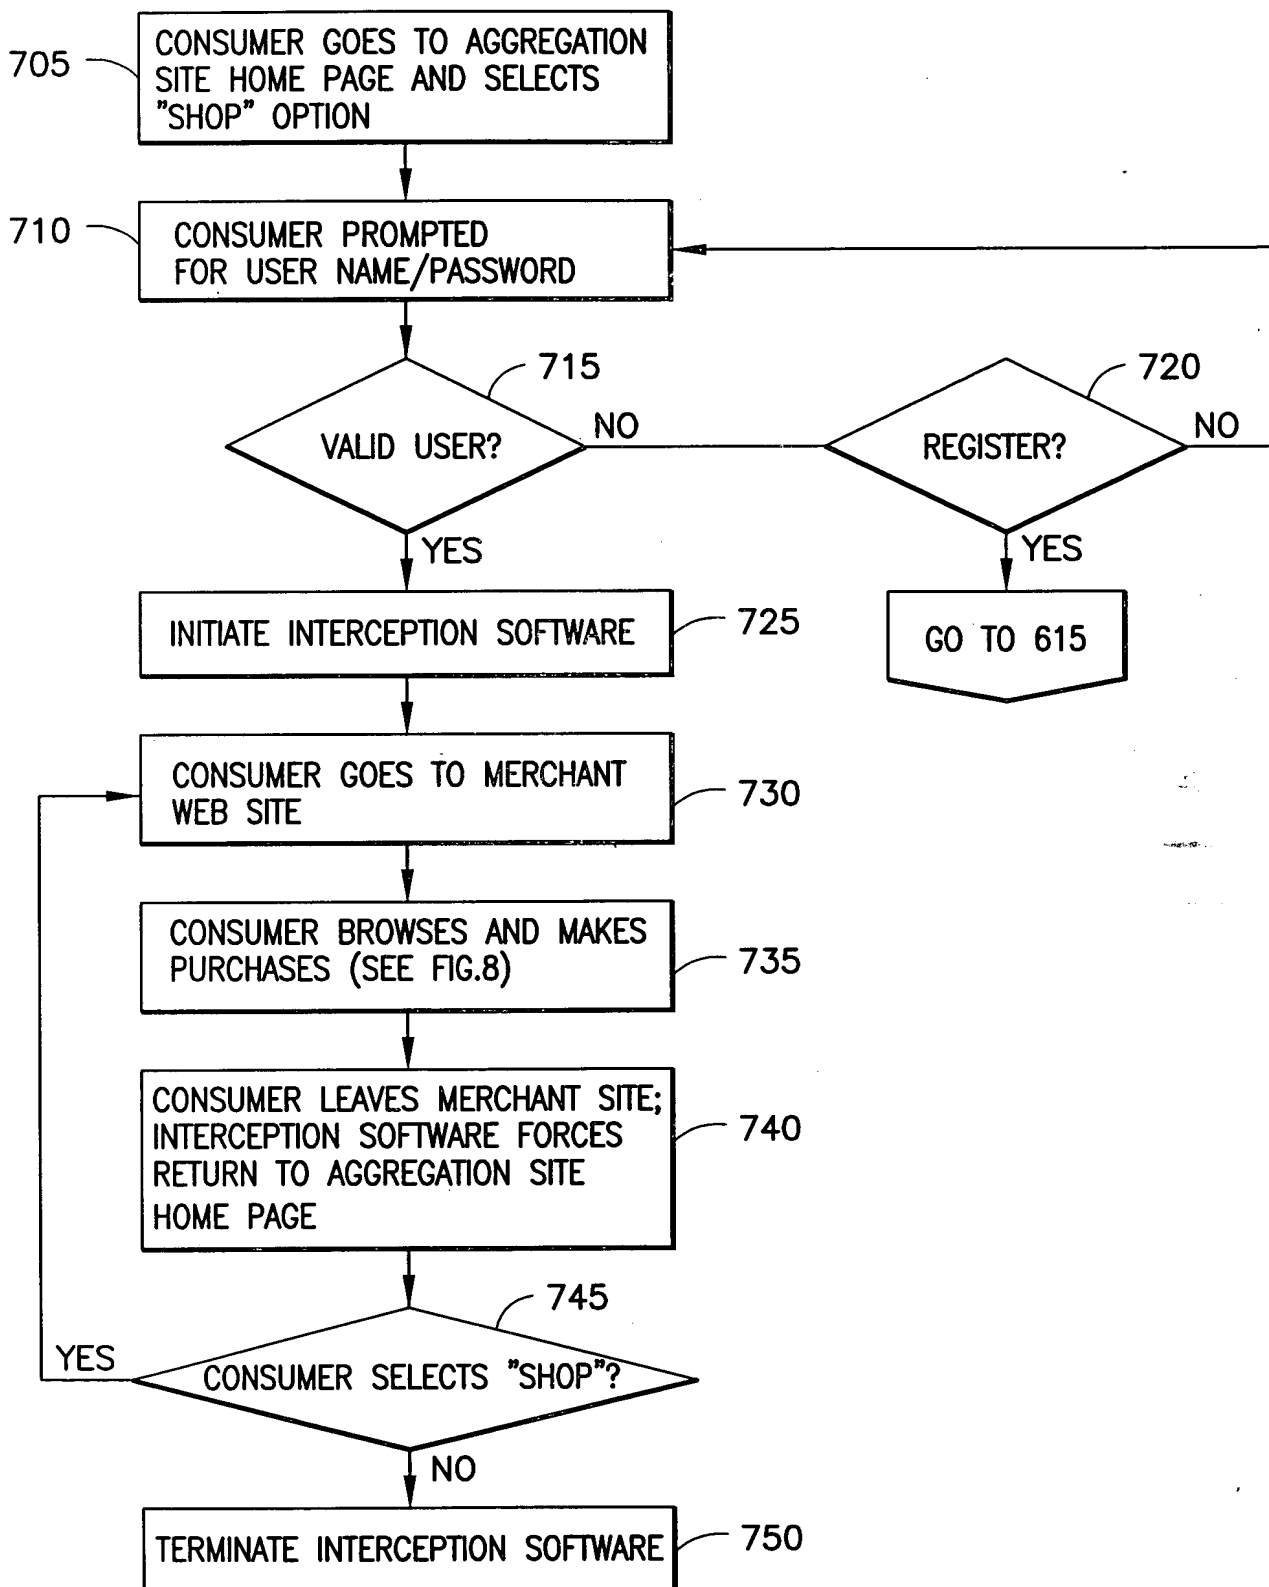 705
CONSUMER GOES TO AGGREGATION
SITE HOME PAGE AND SELECTS
"SHOP" OPTION
710
CONSUMER PROMPTED
FOR USER NAME/PASSWORD
715
VALID USER?
NO
720
REGISTER?
NO
YES
YES
INITIATE INTERCEPTION SOFTWARE
725
GO TO 615
CONSUMER GOES TO MERCHANT
WEB SITE
730
CONSUMER BROWSES AND MAKES
PURCHASES (SEE FIG.8)
735
CONSUMER LEAVES MERCHANT SITE;
INTERCEPTION SOFTWARE FORCES
RETURN TO AGGREGATION SITE
HOME PAGE
740
745
YES
CONSUMER SELECTS "SHOP"?
NO
TERMINATE INTERCEPTION SOFTWARE
750